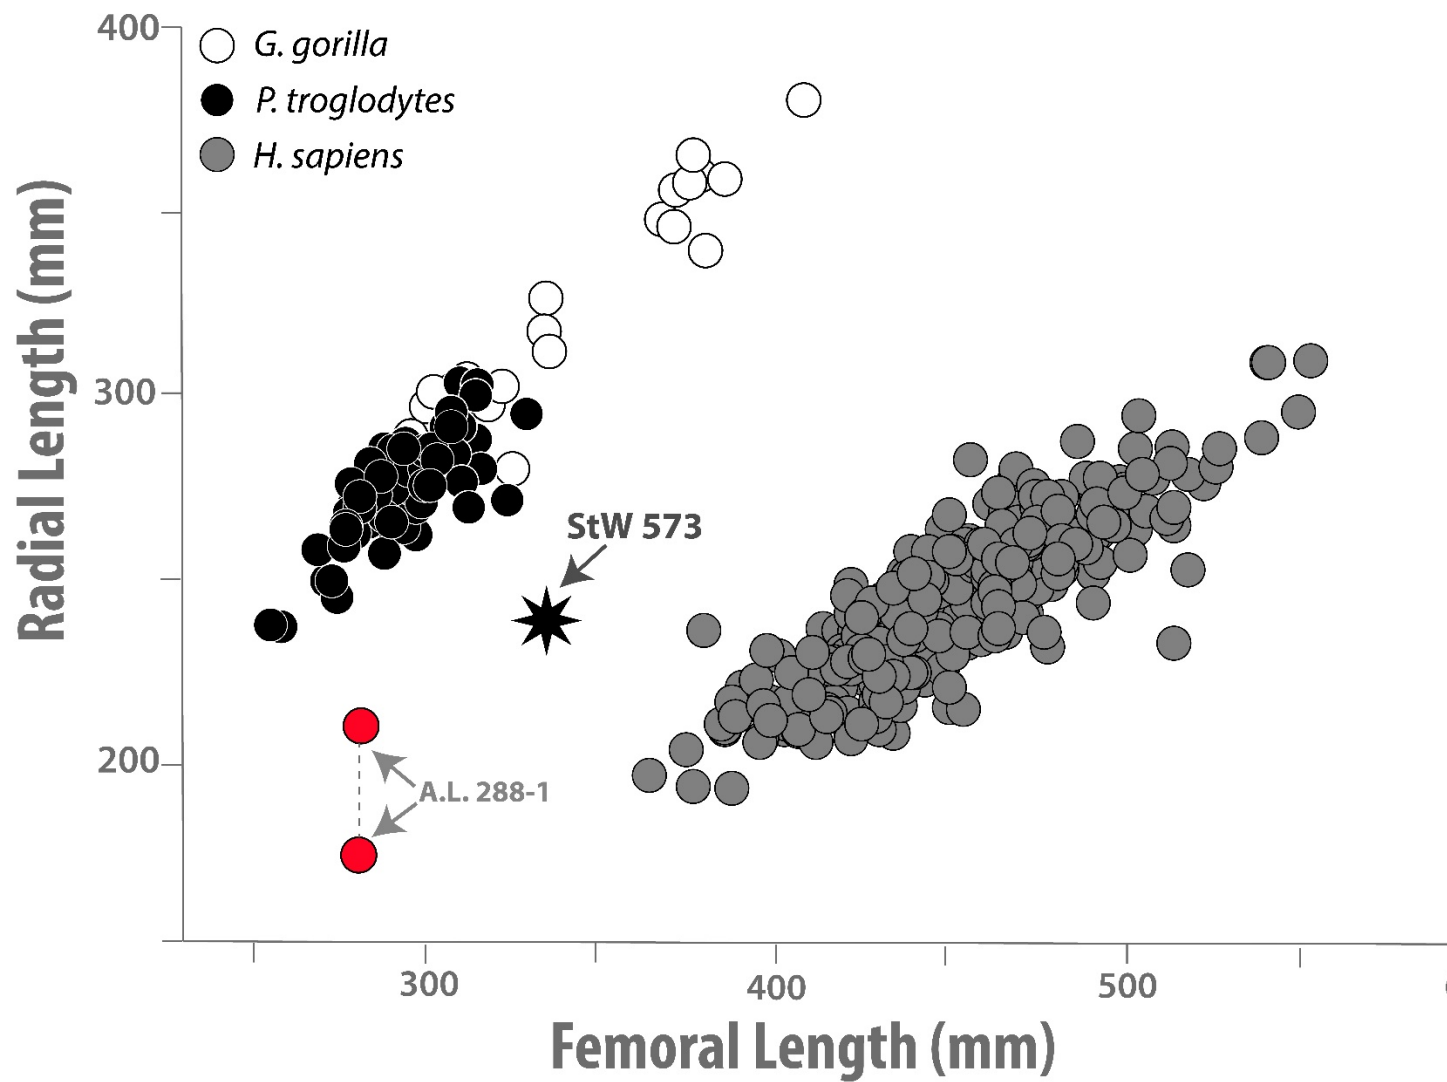 400
G. gorilla
P. troglodytes
H. sapiens
Radial Length (mm)
300
StW 573
200
A.L. 288-1
300
400
500
Femoral Length (mm)